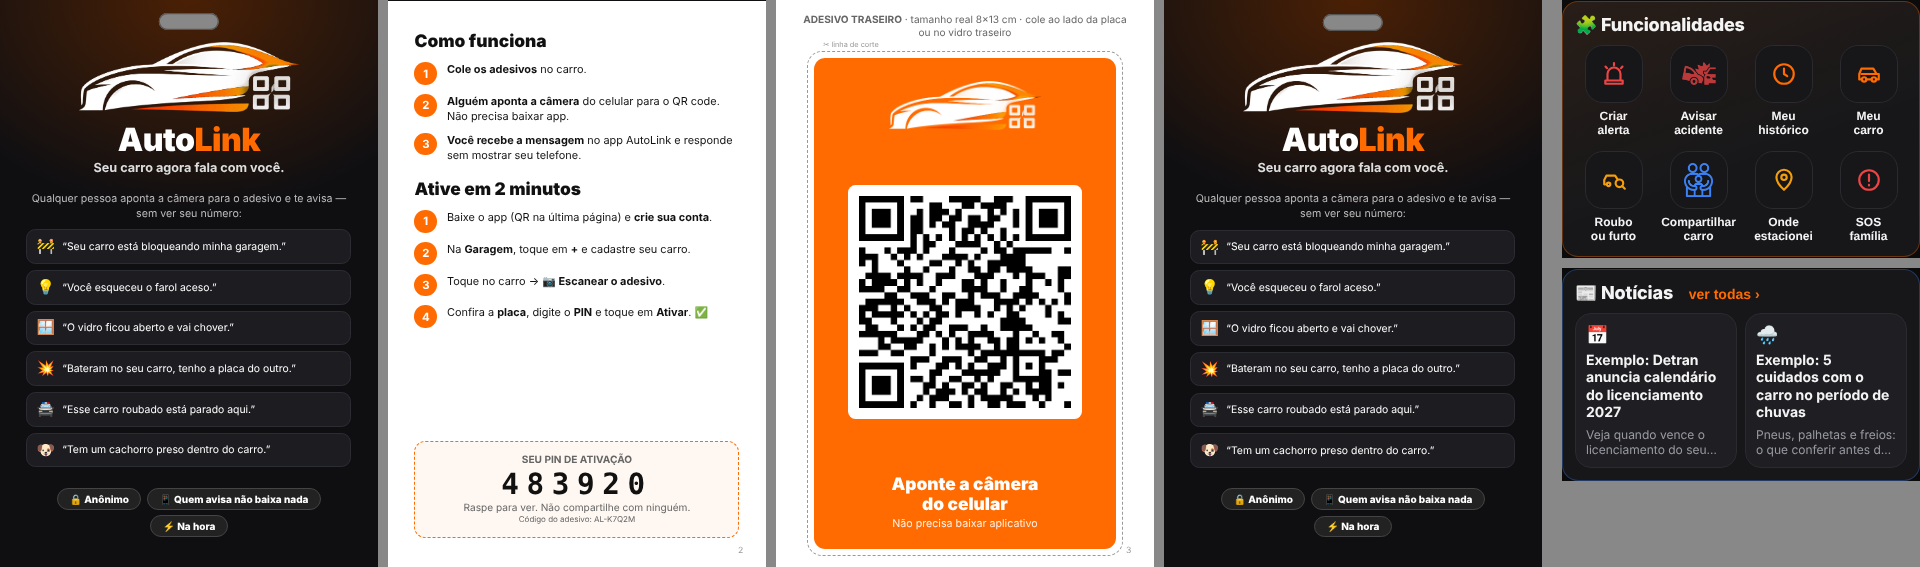 AutoLink
Seu carro agora fala com você.
Qualquer pessoa aponta a câmera para o adesivo e te avisa —
sem ver seu número:
🚧 “Seu carro está bloqueando minha garagem.”
💡 “Você esqueceu o farol aceso.”
🪟 “O vidro ficou aberto e vai chover.”
💥 “Bateram no seu carro, tenho a placa do outro.”
🚔 “Esse carro roubado está parado aqui.”
🐶 “Tem um cachorro preso dentro do carro.”
🔒 Anônimo
📱 Quem avisa não baixa nada
⚡ Na hora
Como funciona
1 Cole os adesivos no carro.
2 Alguém aponta a câmera do celular para o QR code.
Não precisa baixar app.
3 Você recebe a mensagem no app AutoLink e responde
sem mostrar seu telefone.
Ative em 2 minutos
1 Baixe o app (QR na última página) e crie sua conta.
2 Na Garagem, toque em + e cadastre seu carro.
3 Toque no carro → 📷 Escanear o adesivo.
4 Confira a placa, digite o PIN e toque em Ativar. ✅
SEU PIN DE ATIVAÇÃO
483920
Raspe para ver. Não compartilhe com ninguém.
Código do adesivo: AL-K7Q2M
2
ADESIVO TRASEIRO · tamanho real 8×13 cm · cole ao lado da placa
ou no vidro traseiro
✂ linha de corte
Aponte a câmera
do celular
Não precisa baixar aplicativo
3
AutoLink
Seu carro agora fala com você.
Qualquer pessoa aponta a câmera para o adesivo e te avisa —
sem ver seu número:
🚧 “Seu carro está bloqueando minha garagem.”
💡 “Você esqueceu o farol aceso.”
🪟 “O vidro ficou aberto e vai chover.”
💥 “Bateram no seu carro, tenho a placa do outro.”
🚔 “Esse carro roubado está parado aqui.”
🐶 “Tem um cachorro preso dentro do carro.”
🔒 Anônimo
📱 Quem avisa não baixa nada
⚡ Na hora
🧩 Funcionalidades
Criar
alerta
Avisar
acidente
Meu
histórico
Meu
carro
Roubo
ou furto
Compartilhar
carro
Onde
estacionei
SOS
família
📰 Notícias
ver todas ›
Exemplo: Detran
anuncia calendário
do licenciamento
2027
Veja quando vence o
licenciamento do seu...
Exemplo: 5
cuidados com o
carro no período de
chuvas
Pneus, palhetas e freios:
o que conferir antes d...